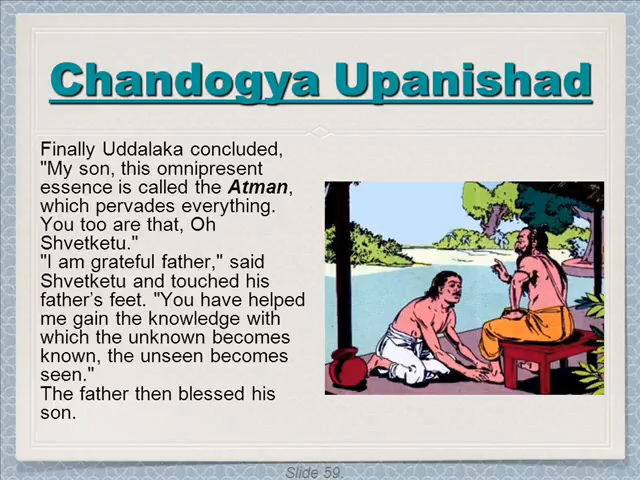 Chandogya Upanishad
Finally Uddalaka concluded,
"My son, this omnipresent
essence is called the Atman,
which pervades everything.
You too are that, Oh
Shvetketu."
"I am grateful father," said
Shvetketu and touched his
father's feet. "You have helped
me gain the knowledge with
which the unknown becomes
known, the unseen becomes
seen."
The father then blessed his
son.
Slide 59.